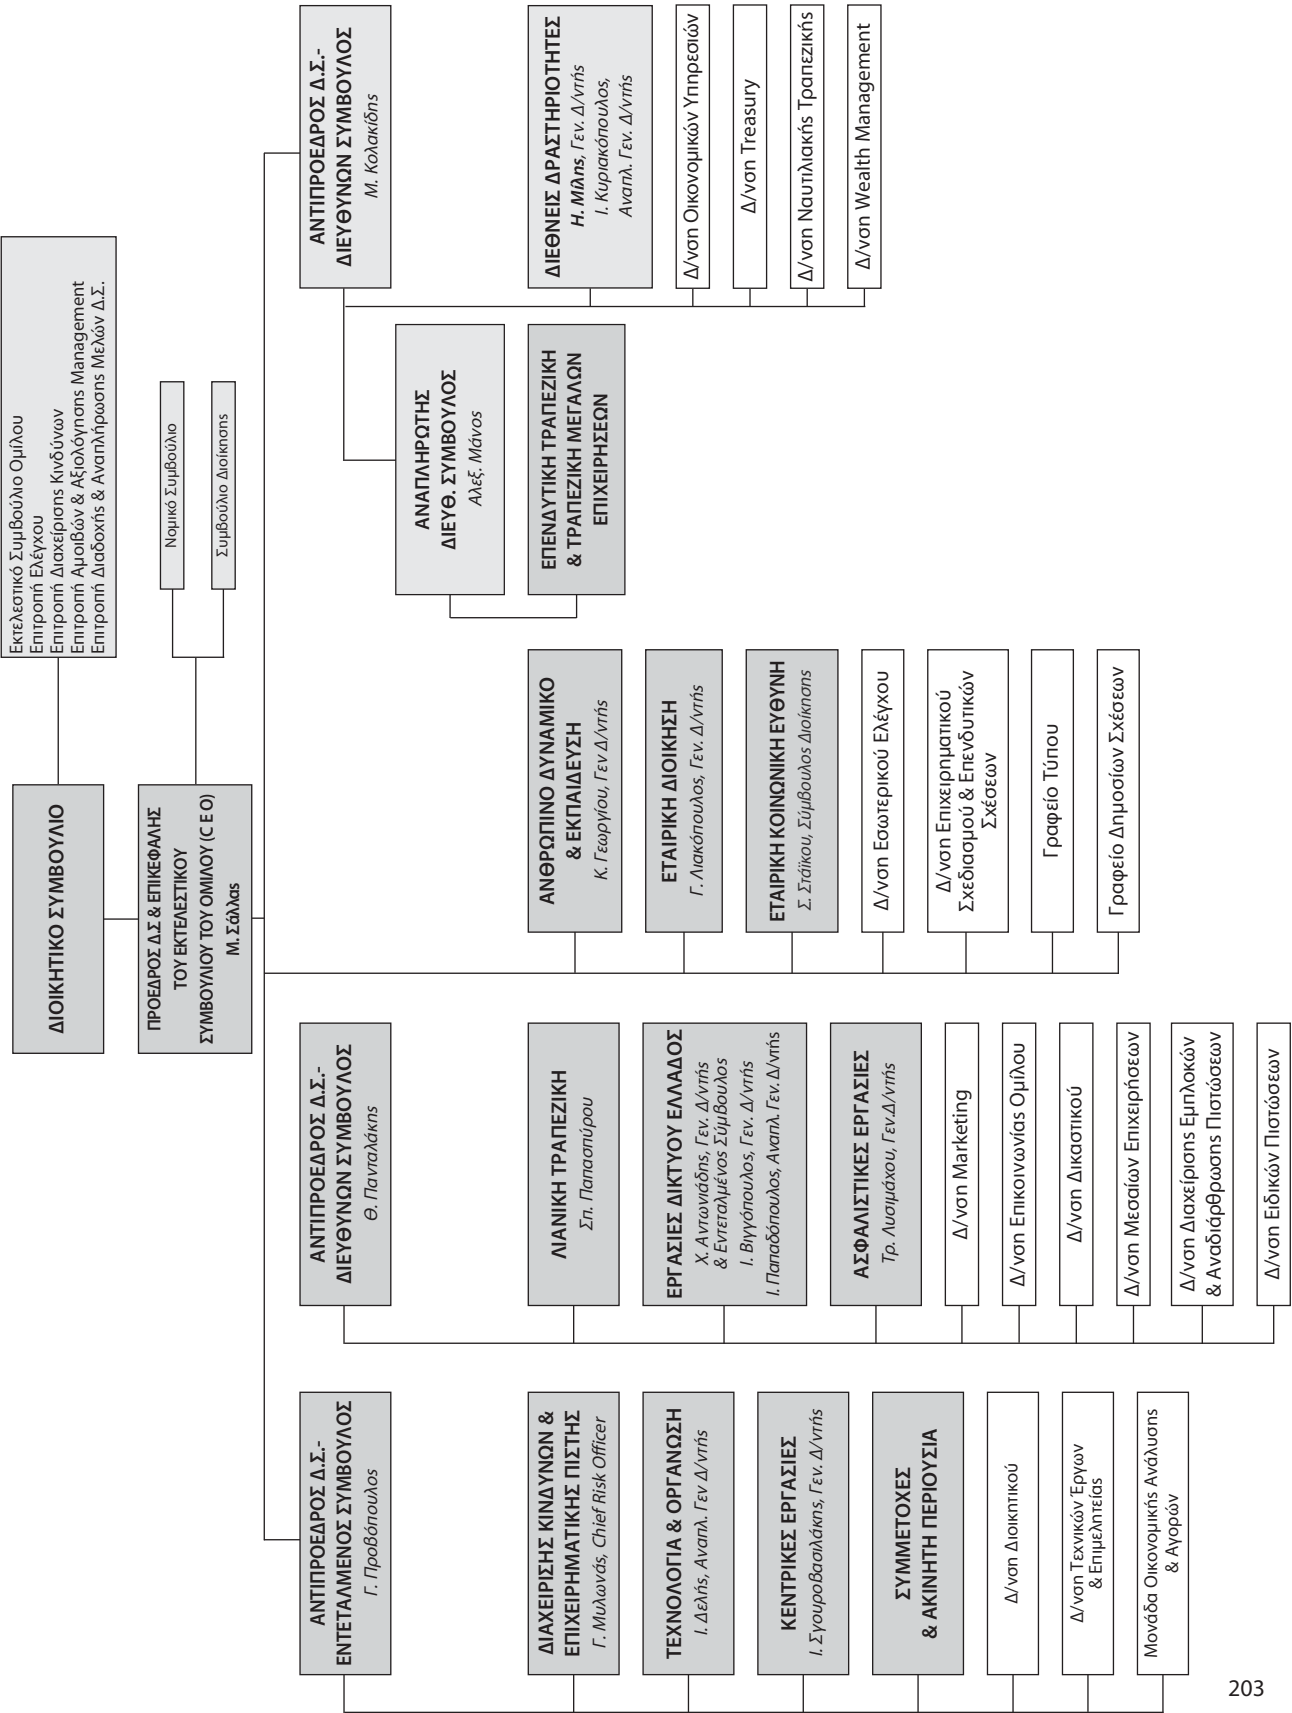 ΔΙΟΙΚΗΤΙΚΟ ΣΥΜΒΟΥΛΙΟ
Εκτελεστικό Συμβούλιο Ομίλου
Επιτροπή Ελέγχου
Επιτροπή Διαχείρισης Κινδύνων
Επιτροπή Αμοιβών & Αξιολόγησης Management
Επιτροπή Διαδοχής & Αναπλήρωσης Μελών Δ.Σ.
ΠΡΟΕΔΡΟΣ Δ.Σ & ΕΠΙΚΕΦΑΛΗΣ
ΤΟΥ ΕΚΤΕΛΕΣΤΙΚΟΥ
ΣΥΜΒΟΥΛΙΟΥ ΤΟΥ ΟΜΙΛΟΥ (C E O)
Μ. Σάλλας
Νομικό Συμβούλιο
Συμβούλιο Διοίκησης
ΑΝΤΙΠΡΟΕΔΡΟΣ Δ.Σ.-
ΕΝΤΕΤΑΛΜΕΝΟΣ ΣΥΜΒΟΥΛΟΣ
Γ. Προβόπουλος
ΔΙΑΧΕΙΡΙΣΗΣ ΚΙΝΔΥΝΩΝ &
ΕΠΙΧΕΙΡΗΜΑΤΙΚΗΣ ΠΙΣΤΗΣ
Γ. Μυλωνάς, Chief Risk Officer
ΤΕΧΝΟΛΟΓΙΑ & ΟΡΓΑΝΩΣΗ
Ι. Δελής, Αναπλ. Γεν Δ/ντής
ΚΕΝΤΡΙΚΕΣ ΕΡΓΑΣΙΕΣ
Ι. Σγουροβασιλάκης, Γεν. Δ/ντής
ΣΥΜΜΕΤΟΧΕΣ
& ΑΚΙΝΗΤΗ ΠΕΡΙΟΥΣΙΑ
Δ/νση Διοικητικού
Δ/νση Τεχνικών Έργων
& Επιμελητείας
Μονάδα Οικονομικής Ανάλυσης
& Αγορών
ΑΝΤΙΠΡΟΕΔΡΟΣ Δ.Σ.-
ΔΙΕΥΘΥΝΩΝ ΣΥΜΒΟΥΛΟΣ
Θ. Πανταλάκης
ΛΙΑΝΙΚΗ ΤΡΑΠΕΖΙΚΗ
Σπ. Παπασπύρου
ΕΡΓΑΣΙΕΣ ΔΙΚΤΥΟΥ ΕΛΛΑΔΟΣ
Χ. Αντωνιάδης, Γεν. Δ/ντής
& Εντεταλμένος Σύμβουλος
Ι. Βιγγόπουλος, Γεν. Δ/ντής
Ι. Παπαδόπουλος, Αναπλ. Γεν. Δ/ντής
ΑΣΦΑΛΙΣΤΙΚΕΣ ΕΡΓΑΣΙΕΣ
Τρ. Λυσιμάχου, Γεν.Δ/ντής
Δ/νση Marketing
Δ/νση Επικοινωνίας Ομίλου
Δ/νση Δικαστικού
Δ/νση Μεσαίων Επιχειρήσεων
Δ/νση Διαχείρισης Εμπλοκών
& Αναδιάρθρωσης Πιστώσεων
Δ/νση Ειδικών Πιστώσεων
ΑΝΘΡΩΠΙΝΟ ΔΥΝΑΜΙΚΟ
& ΕΚΠΑΙΔΕΥΣΗ
Κ. Γεωργίου, Γεν Δ/ντής
ΕΤΑΙΡΙΚΗ ΔΙΟΙΚΗΣΗ
Γ. Λιακόπουλος, Γεν. Δ/ντής
ΕΤΑΙΡΙΚΗ ΚΟΙΝΩΝΙΚΗ ΕΥΘΥΝΗ
Σ. Στάϊκου, Σύμβουλος Διοίκησης
Δ/νση Εσωτερικού Ελέγχου
Δ/νση Επιχειρηματικού
Σχεδιασμού & Επενδυτικών
Σχέσεων
Γραφείο Τύπου
Γραφείο Δημοσίων Σχέσεων
ΑΝΤΙΠΡΟΕΔΡΟΣ Δ.Σ.-
ΔΙΕΥΘΥΝΩΝ ΣΥΜΒΟΥΛΟΣ
Μ. Κολακίδης
ΑΝΑΠΛΗΡΩΤΗΣ
ΔΙΕΥΘ. ΣΥΜΒΟΥΛΟΣ
Αλεξ. Μάνος
ΕΠΕΝΔΥΤΙΚΗ ΤΡΑΠΕΖΙΚΗ
& ΤΡΑΠΕΖΙΚΗ ΜΕΓΑΛΩΝ
ΕΠΙΧΕΙΡΗΣΕΩΝ
ΔΙΕΘΝΕΙΣ ΔΡΑΣΤΗΡΙΟΤΗΤΕΣ
Η. Μίλης, Γεν. Δ/ντής
Ι. Κυριακόπουλος,
Αναπλ. Γεν. Δ/ντής
Δ/νση Οικονομικών Υπηρεσιών
Δ/νση Treasury
Δ/νση Ναυτιλιακής Τραπεζικής
Δ/νση Wealth Management
203